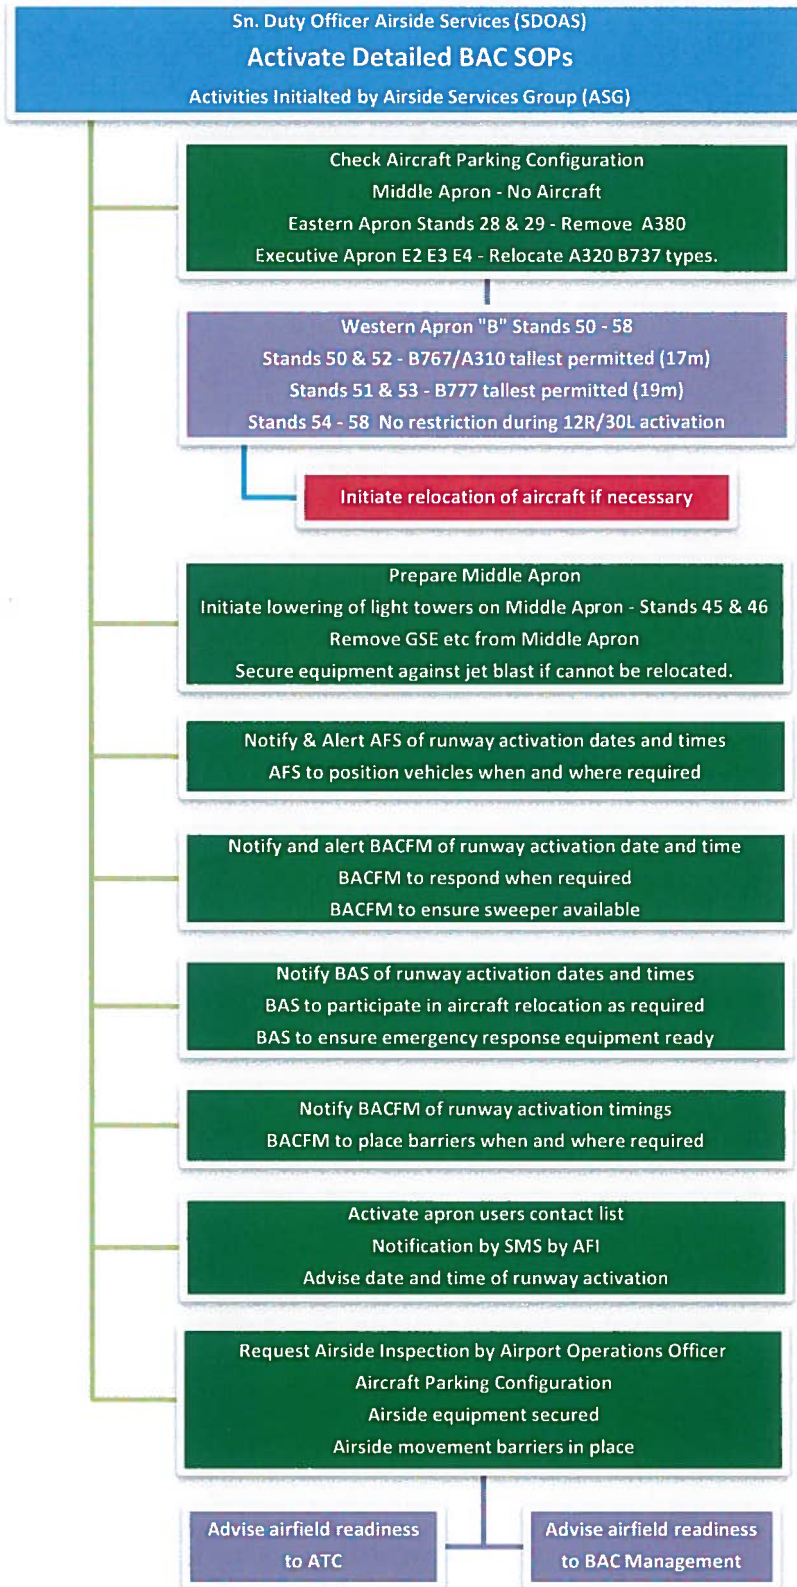 Sn. Duty Officer Airside Services (SDOAS)
Activate Detailed BAC SOPs
Activities Initialted by Airside Services Group (ASG)
Check Aircraft Parking Configuration
Middle Apron - No Aircraft
Eastern Apron Stands 28 & 29 - Remove A380
Executive Apron E2 E3 E4 - Relocate A320 B737 types.
Western Apron "B" Stands 50 - 58
Stands 50 & 52 - B767/A310 tallest permitted (17m)
Stands 51 & 53 - B777 tallest permitted (19m)
Stands 54 - 58 No restriction during 12R/30L activation
Initiate relocation of aircraft if necessary
Prepare Middle Apron
Initiate lowering of light towers on Middle Apron - Stands 45 & 46
Remove GSE etc from Middle Apron
Secure equipment against jet blast if cannot be relocated.
Notify & Alert AFS of runway activation dates and times
AFS to position vehicles when and where required
Notify and alert BACFM of runway activation date and time
BACFM to respond when required
BACFM to ensure sweeper available
Notify BAS of runway activation dates and times
BAS to participate in aircraft relocation as required
BAS to ensure emergency response equipment ready
Notify BACFM of runway activation timings
BACFM to place barriers when and where required
Activate apron users contact list
Notification by SMS by AFI
Advise date and time of runway activation
Request Airside Inspection by Airport Operations Officer
Aircraft Parking Configuration
Airside equipment secured
Airside movement barriers in place
Advise airfield readiness
to ATC
Advise airfield readiness
to BAC Management